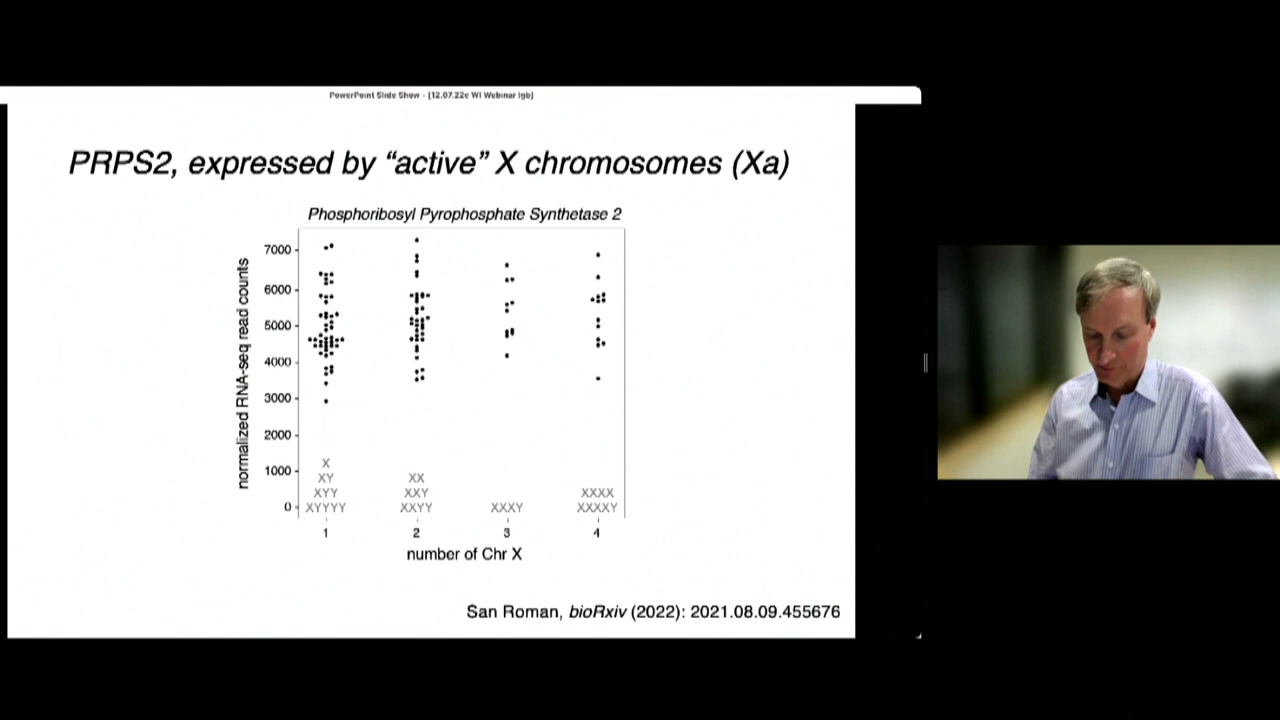 PowerPoint Slide Show - [12.07.22c WI Webinar lgb]
PRPS2, expressed by “active” X chromosomes (Xa)
Phosphoribosyl Pyrophosphate Synthetase 2
normalized RNA-seq read counts
7000
6000
5000
4000
3000
2000
1000
0
X
XY
XYY
XYYYY
XX
XXY
XXYY
XXXY
XXXX
XXXXY
1
2
3
4
number of Chr X
San Roman, bioRxiv (2022): 2021.08.09.455676